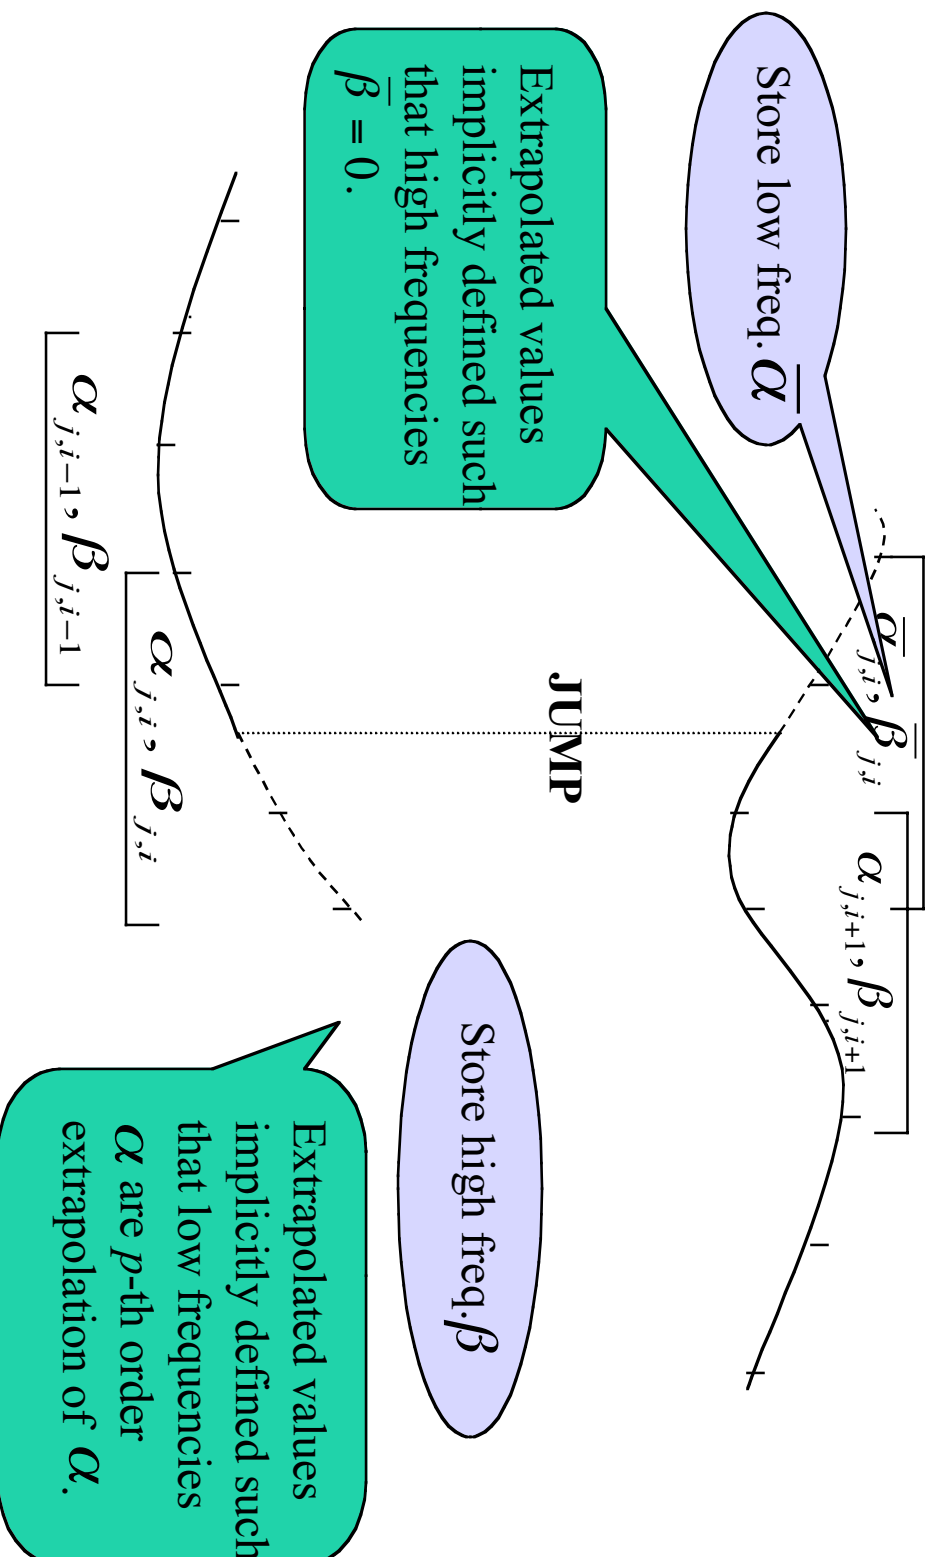 Store low freq. α̅
Extrapolated values
implicitly defined such
that high frequencies
β̅ = 0.
α̅_{j,i}, β̅_{j,i}
α_{j,i+1}, β_{j,i+1}
JUMP
α_{j,i−1}, β_{j,i−1}
α_{j,i}, β_{j,i}
Store high freq. β
Extrapolated values
implicitly defined such
that low frequencies
α are p-th order
extrapolation of α.